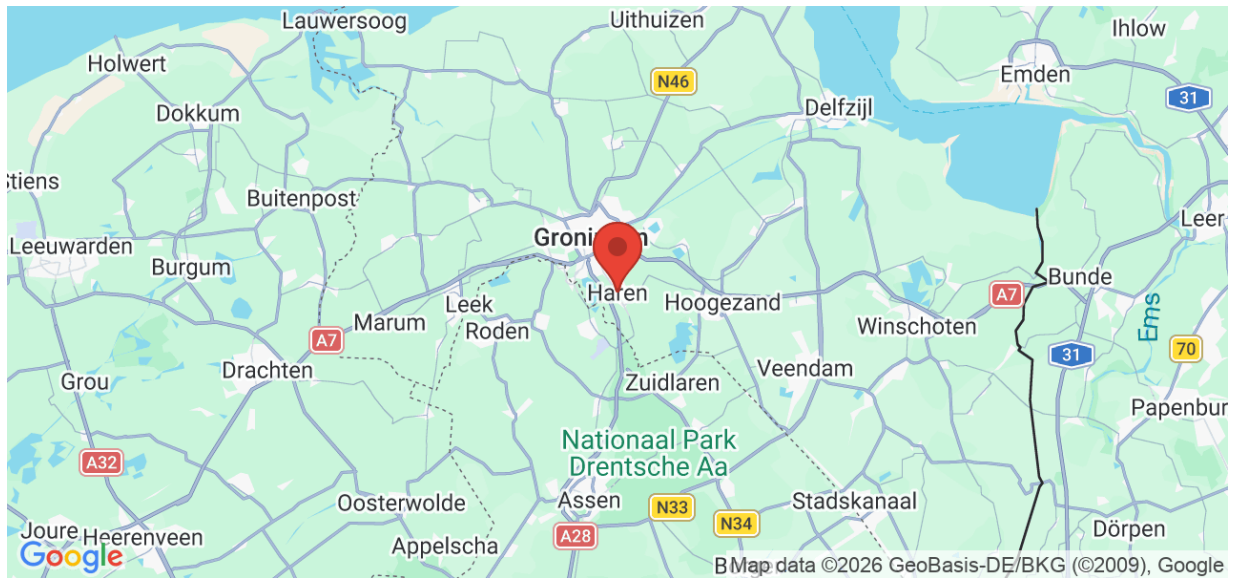 Lauwersoog
Uithuizen
Ihlow
Holwert
N46
Emden
31
Dokkum
Delfzijl
Stiens
Buitenpost
Leer
Leeuwarden
Groningen
Burgum
Bunde
Haren
Leek
Hoogezand
A7
Marum
Roden
Winschoten
Ems
A7
31
70
Drachten
Grou
Zuidlaren
Veendam
Papenbur
Nationaal Park
Drentsche Aa
A32
Oosterwolde
Assen
N33
Stadskanaal
N34
Joure
Heerenveen
A28
Dörpen
Appelscha
Google
Map data ©2026 GeoBasis-DE/BKG (©2009), Google